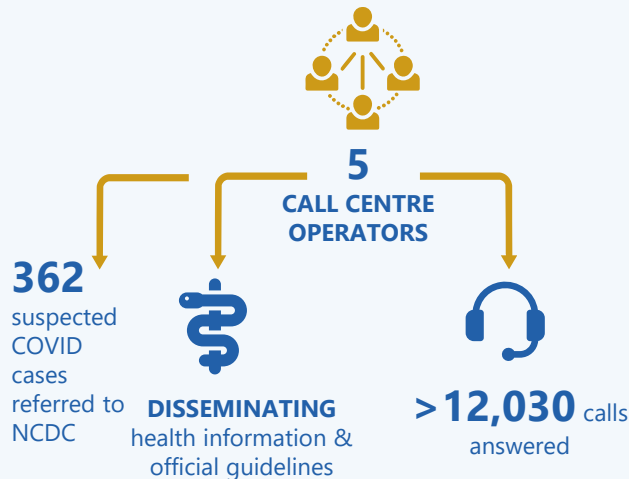 5
CALL CENTRE
OPERATORS
362
suspected
COVID
cases
referred to
NCDC
DISSEMINATING
health information &
official guidelines
>12,030 calls
answered